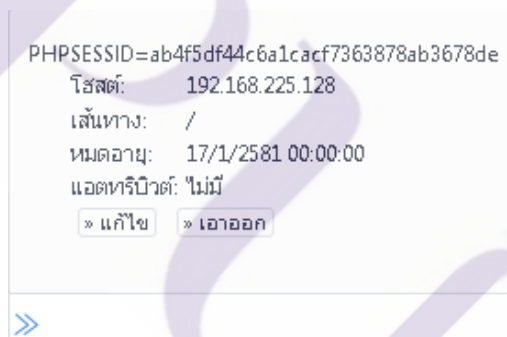 PHPSESSID=ab4f5df44c6a1cacf7363878ab3678de
โฮสต์: 192.168.225.128
เส้นทาง: /
หมดอายุ: 17/1/2581 00:00:00
แอตทริบิวต์: ไม่มี
» แก้ไข » เอาออก